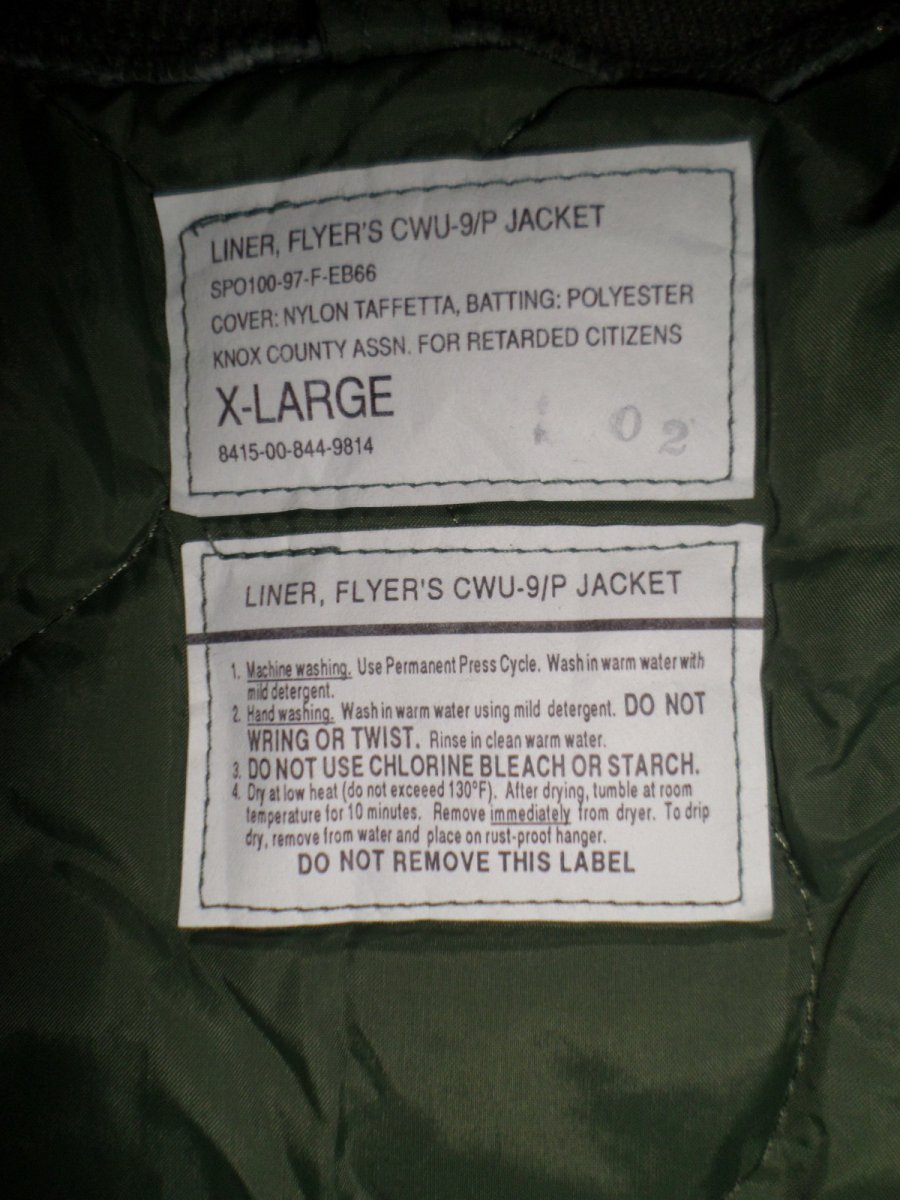 LINER, FLYER'S CWU-9/P JACKET
SPO100-97-F-EB66
COVER: NYLON TAFFETTA, BATTING: POLYESTER
KNOX COUNTY ASSN. FOR RETARDED CITIZENS
X-LARGE
02
8415-00-844-9814
LINER, FLYER'S CWU-9/P JACKET
1. Machine washing. Use Permanent Press Cycle. Wash in warm water with
mild detergent.
2. Hand washing. Wash in warm water using mild detergent. DO NOT
WRING OR TWIST. Rinse in clean warm water.
3. DO NOT USE CHLORINE BLEACH OR STARCH.
4. Dry at low heat (do not exceeed 130°F). After drying, tumble at room
temperature for 10 minutes. Remove immediately from dryer. To drip
dry, remove from water and place on rust-proof hanger.
DO NOT REMOVE THIS LABEL